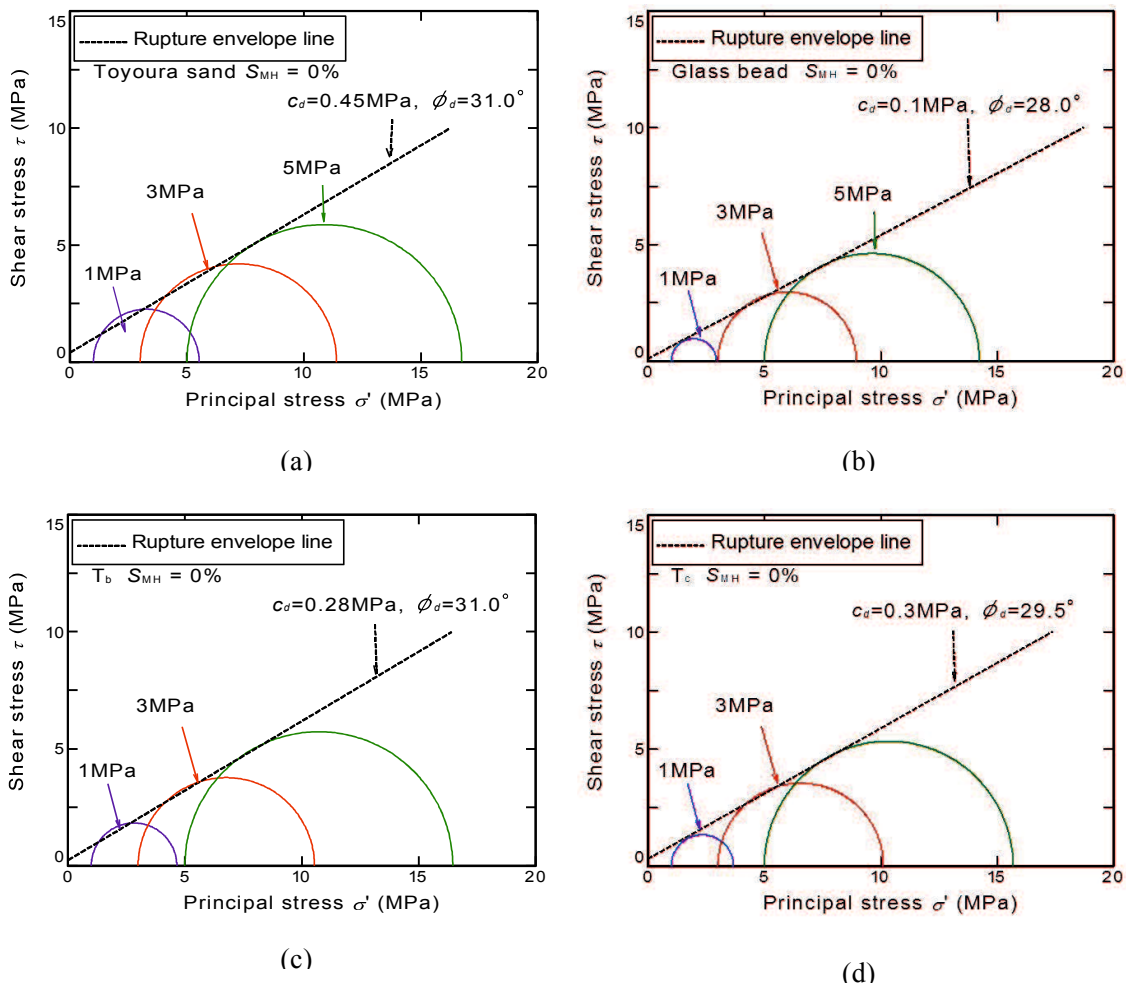 15
Rupture envelope line
Toyoura sand S_MH = 0%
c_d=0.45MPa, ϕ_d=31.0°
10
5MPa
3MPa
5
1MPa
0
0 5 10 15 20
Shear stress τ (MPa)
Principal stress σ' (MPa)
(a)
15
Rupture envelope line
Glass bead S_MH = 0%
c_d=0.1MPa, ϕ_d=28.0°
10
5MPa
3MPa
5
1MPa
0
0 5 10 15 20
Shear stress τ (MPa)
Principal stress σ' (MPa)
(b)
15
Rupture envelope line
T_b S_MH = 0%
c_d=0.28MPa, ϕ_d=31.0°
10
3MPa
5
1MPa
0
0 5 10 15 20
Shear stress τ (MPa)
Principal stress σ' (MPa)
(c)
15
Rupture envelope line
T_c S_MH = 0%
c_d=0.3MPa, ϕ_d=29.5°
10
3MPa
5
1MPa
0
0 5 10 15 20
Shear stress τ (MPa)
Principal stress σ' (MPa)
(d)